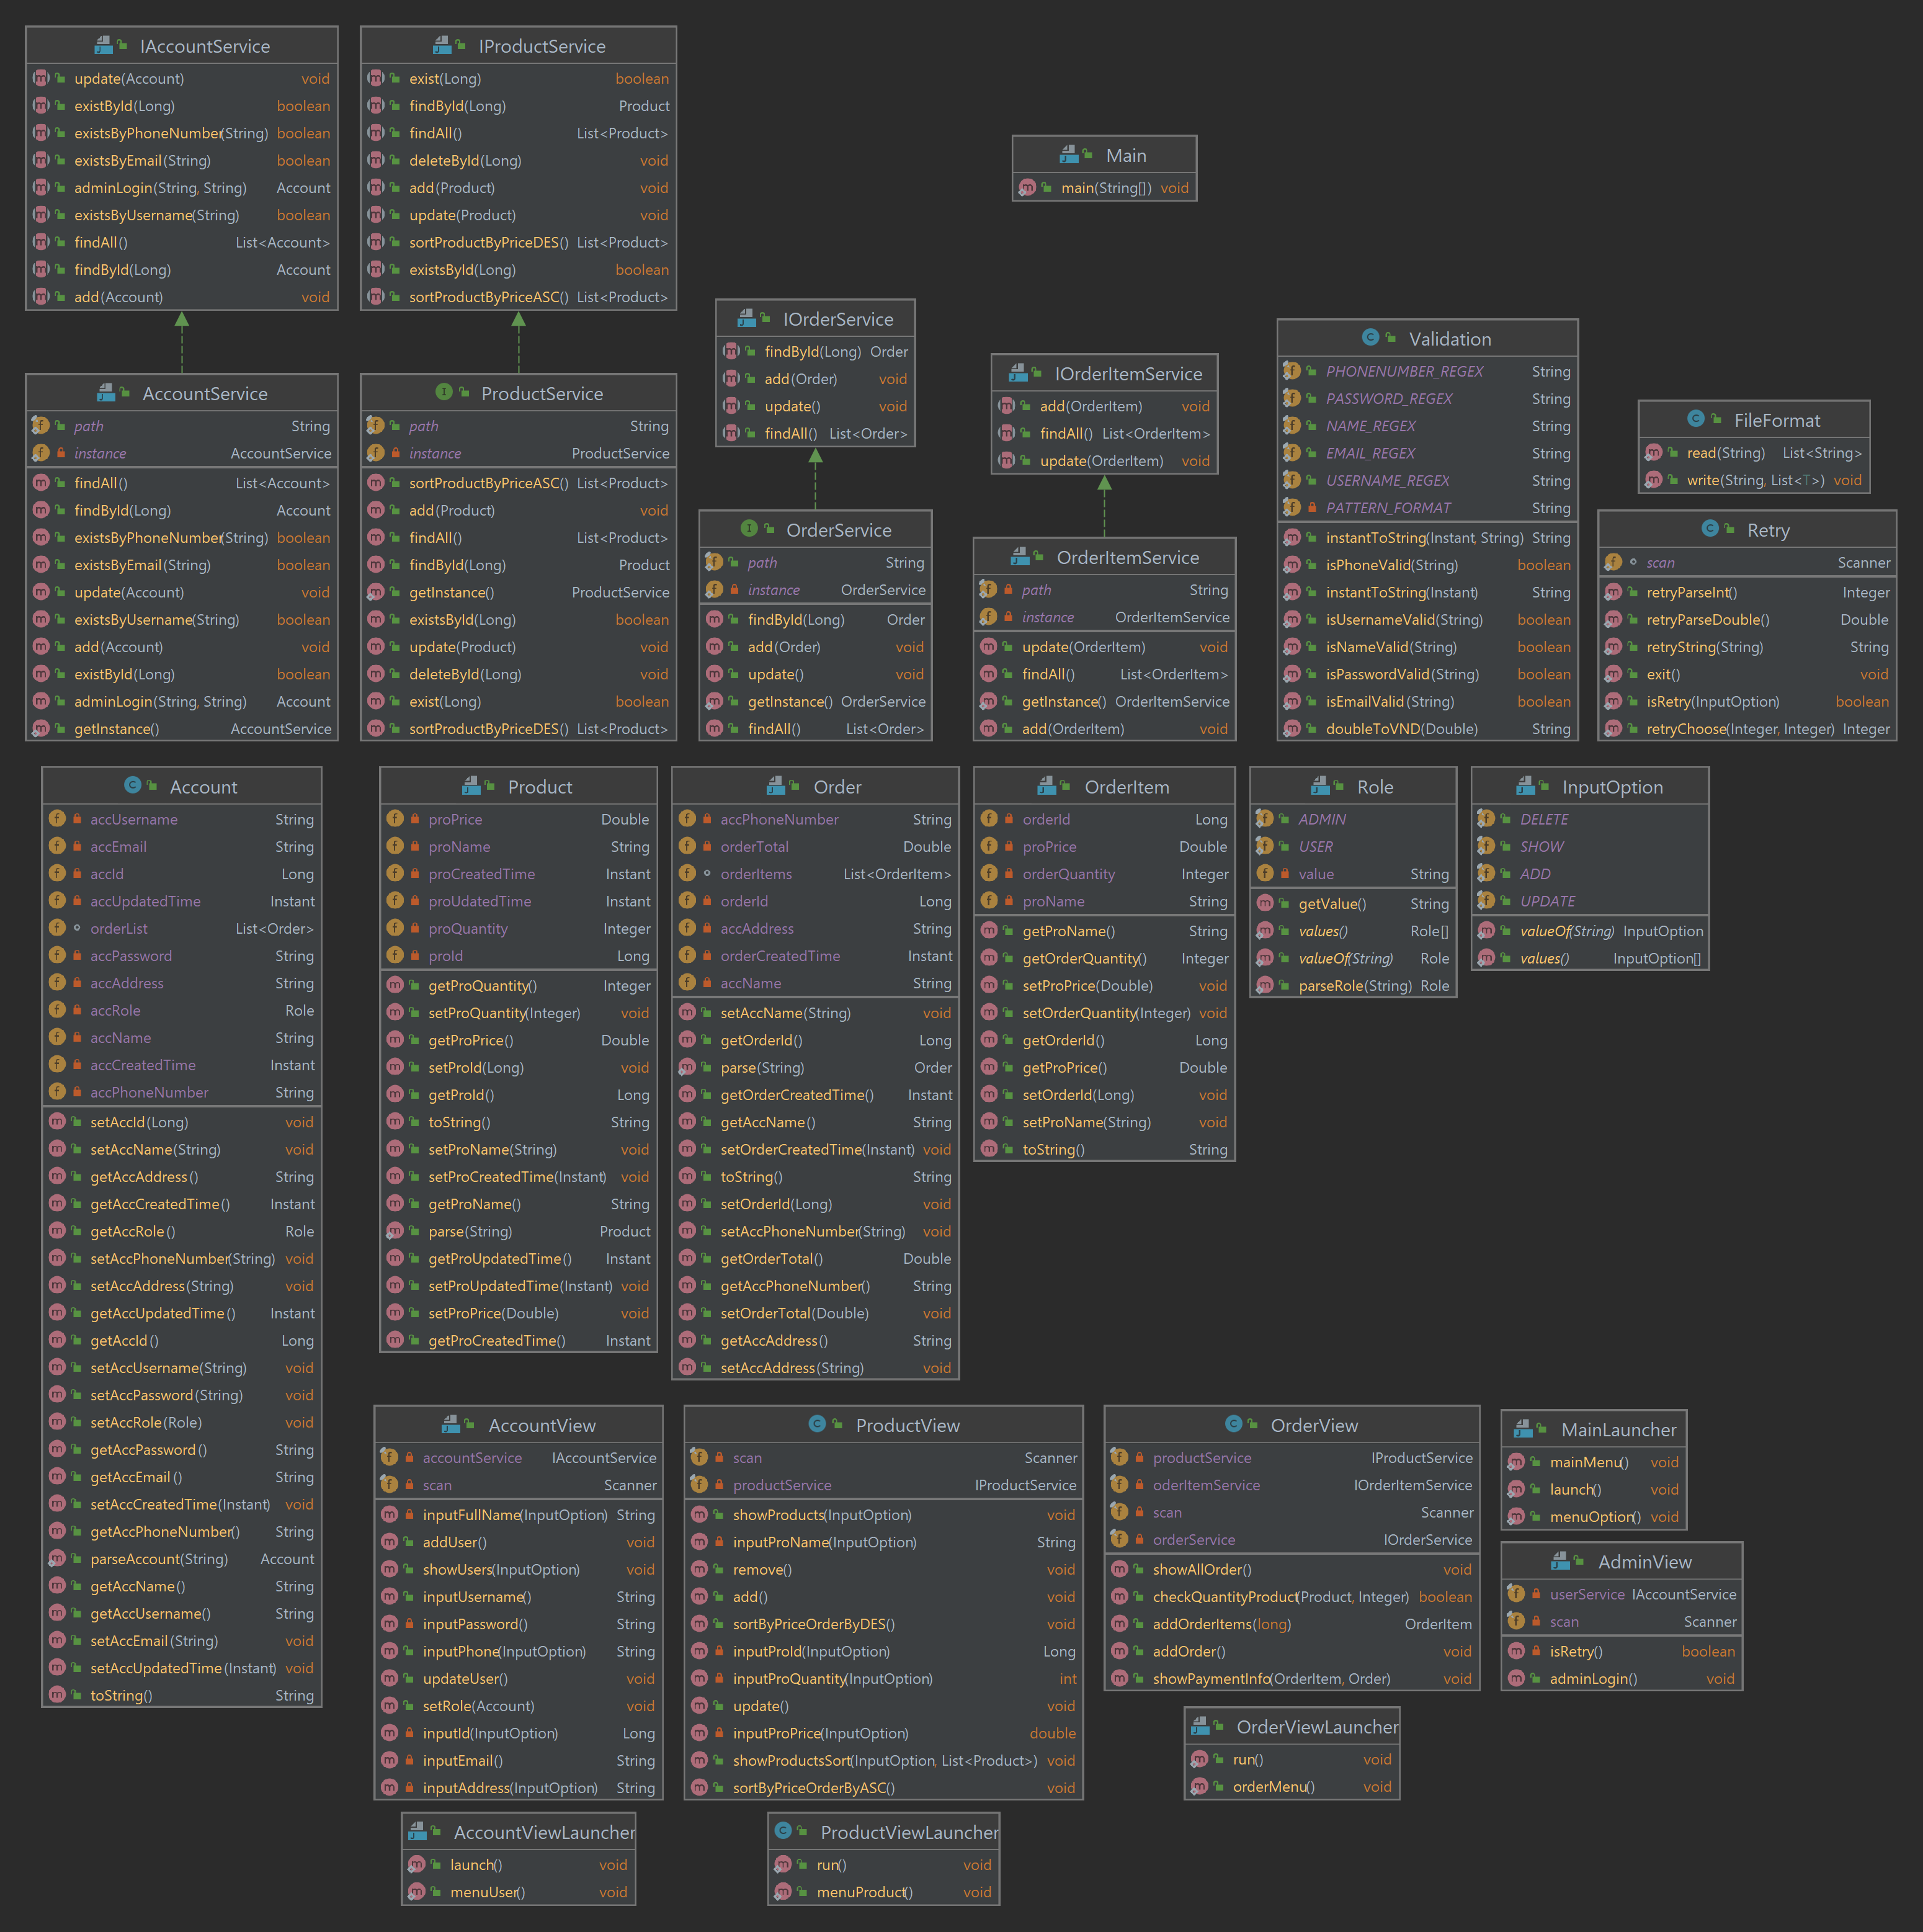 IAccountService
update(Account) void
existById(Long) boolean
existsByPhoneNumber(String) boolean
existsByEmail(String) boolean
adminLogin(String, String) Account
existsByUsername(String) boolean
findAll() List<Account>
findById(Long) Account
add(Account) void
IProductService
exist(Long) boolean
findById(Long) Product
findAll() List<Product>
deleteById(Long) void
add(Product) void
update(Product) void
sortProductByPriceDES() List<Product>
existsById(Long) boolean
sortProductByPriceASC() List<Product>
Main
main(String[]) void
IOrderService
findById(Long) Order
add(Order) void
update() void
findAll() List<Order>
IOrderItemService
add(OrderItem) void
findAll() List<OrderItem>
update(OrderItem) void
Validation
PHONENUMBER_REGEX String
PASSWORD_REGEX String
NAME_REGEX String
EMAIL_REGEX String
USERNAME_REGEX String
PATTERN_FORMAT String
instantToString(Instant, String) String
isPhoneValid(String) boolean
instantToString(Instant) String
isUsernameValid(String) boolean
isNameValid(String) boolean
isPasswordValid(String) boolean
isEmailValid(String) boolean
doubleToVND(Double) String
FileFormat
read(String) List<String>
write(String, List<T>) void
Retry
scan Scanner
retryParseInt() Integer
retryParseDouble() Double
retryString(String) String
exit() void
isRetry(InputOption) boolean
retryChoose(Integer, Integer) Integer
AccountService
path String
instance AccountService
findAll() List<Account>
findById(Long) Account
existsByPhoneNumber(String) boolean
existsByEmail(String) boolean
update(Account) void
existsByUsername(String) boolean
add(Account) void
existById(Long) boolean
adminLogin(String, String) Account
getInstance() AccountService
ProductService
path String
instance ProductService
sortProductByPriceASC() List<Product>
add(Product) void
findAll() List<Product>
findById(Long) Product
getInstance() ProductService
existsById(Long) boolean
update(Product) void
deleteById(Long) void
exist(Long) boolean
sortProductByPriceDES() List<Product>
OrderService
path String
instance OrderService
findById(Long) Order
add(Order) void
update() void
getInstance() OrderService
findAll() List<Order>
OrderItemService
path String
instance OrderItemService
update(OrderItem) void
findAll() List<OrderItem>
getInstance() OrderItemService
add(OrderItem) void
Account
accUsername String
accEmail String
accId Long
accUpdatedTime Instant
orderList List<Order>
accPassword String
accAddress String
accRole Role
accName String
accCreatedTime Instant
accPhoneNumber String
setAccId(Long) void
setAccName(String) void
getAccAddress() String
getAccCreatedTime() Instant
getAccRole() Role
setAccPhoneNumber(String) void
setAccAddress(String) void
getAccUpdatedTime() Instant
getAccId() Long
setAccUsername(String) void
setAccPassword(String) void
setAccRole(Role) void
getAccPassword() String
getAccEmail() String
setAccCreatedTime(Instant) void
getAccPhoneNumber() String
parseAccount(String) Account
getAccName() String
getAccUsername() String
setAccEmail(String) void
setAccUpdatedTime(Instant) void
toString() String
Product
proPrice Double
proName String
proCreatedTime Instant
proUdatedTime Instant
proQuantity Integer
proId Long
getProQuantity() Integer
setProQuantity(Integer) void
getProPrice() Double
setProId(Long) void
getProId() Long
toString() String
setProName(String) void
setProCreatedTime(Instant) void
getProName() String
parse(String) Product
getProUpdatedTime() Instant
setProUpdatedTime(Instant) void
setProPrice(Double) void
getProCreatedTime() Instant
Order
accPhoneNumber String
orderTotal Double
orderItems List<OrderItem>
orderId Long
accAddress String
orderCreatedTime Instant
accName String
setAccName(String) void
getOrderId() Long
parse(String) Order
getOrderCreatedTime() Instant
getAccName() String
setOrderCreatedTime(Instant) void
toString() String
setOrderId(Long) void
setAccPhoneNumber(String) void
getOrderTotal() Double
getAccPhoneNumber() String
setOrderTotal(Double) void
getAccAddress() String
setAccAddress(String) void
OrderItem
orderId Long
proPrice Double
orderQuantity Integer
proName String
getProName() String
getOrderQuantity() Integer
setProPrice(Double) void
setOrderQuantity(Integer) void
getOrderId() Long
getProPrice() Double
setOrderId(Long) void
setProName(String) void
toString() String
Role
ADMIN
USER
value String
getValue() String
values() Role[]
valueOf(String) Role
parseRole(String) Role
InputOption
DELETE
SHOW
ADD
UPDATE
valueOf(String) InputOption
values() InputOption[]
AccountView
accountService IAccountService
scan Scanner
inputFullName(InputOption) String
addUser() void
showUsers(InputOption) void
inputUsername() String
inputPassword() String
inputPhone(InputOption) String
updateUser() void
setRole(Account) void
inputId(InputOption) Long
inputEmail() String
inputAddress(InputOption) String
ProductView
scan Scanner
productService IProductService
showProducts(InputOption) void
inputProName(InputOption) String
remove() void
add() void
sortByPriceOrderByDES() void
inputProId(InputOption) Long
inputProQuantity(InputOption) int
update() void
inputProPrice(InputOption) double
showProductsSort(InputOption, List<Product>) void
sortByPriceOrderByASC() void
OrderView
productService IProductService
oderItemService IOrderItemService
scan Scanner
orderService IOrderService
showAllOrder() void
checkQuantityProduct(Product, Integer) boolean
addOrderItems(long) OrderItem
addOrder() void
showPaymentInfo(OrderItem, Order) void
MainLauncher
mainMenu() void
launch() void
menuOption() void
AdminView
userService IAccountService
scan Scanner
isRetry() boolean
adminLogin() void
OrderViewLauncher
run() void
orderMenu() void
AccountViewLauncher
launch() void
menuUser() void
ProductViewLauncher
run() void
menuProduct() void